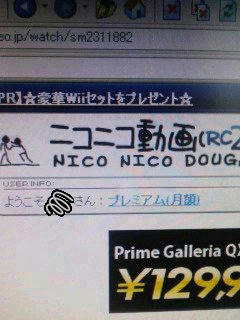 eo.jp/watch/sm2311882
PR】☆豪華Wiiセットをプレゼント☆
ニコニコ動画(RC2
NICO NICO DOUG
USER INFO:
ようこそ さん：プレミアム(月額)
Prime Galleria QX
¥129,9